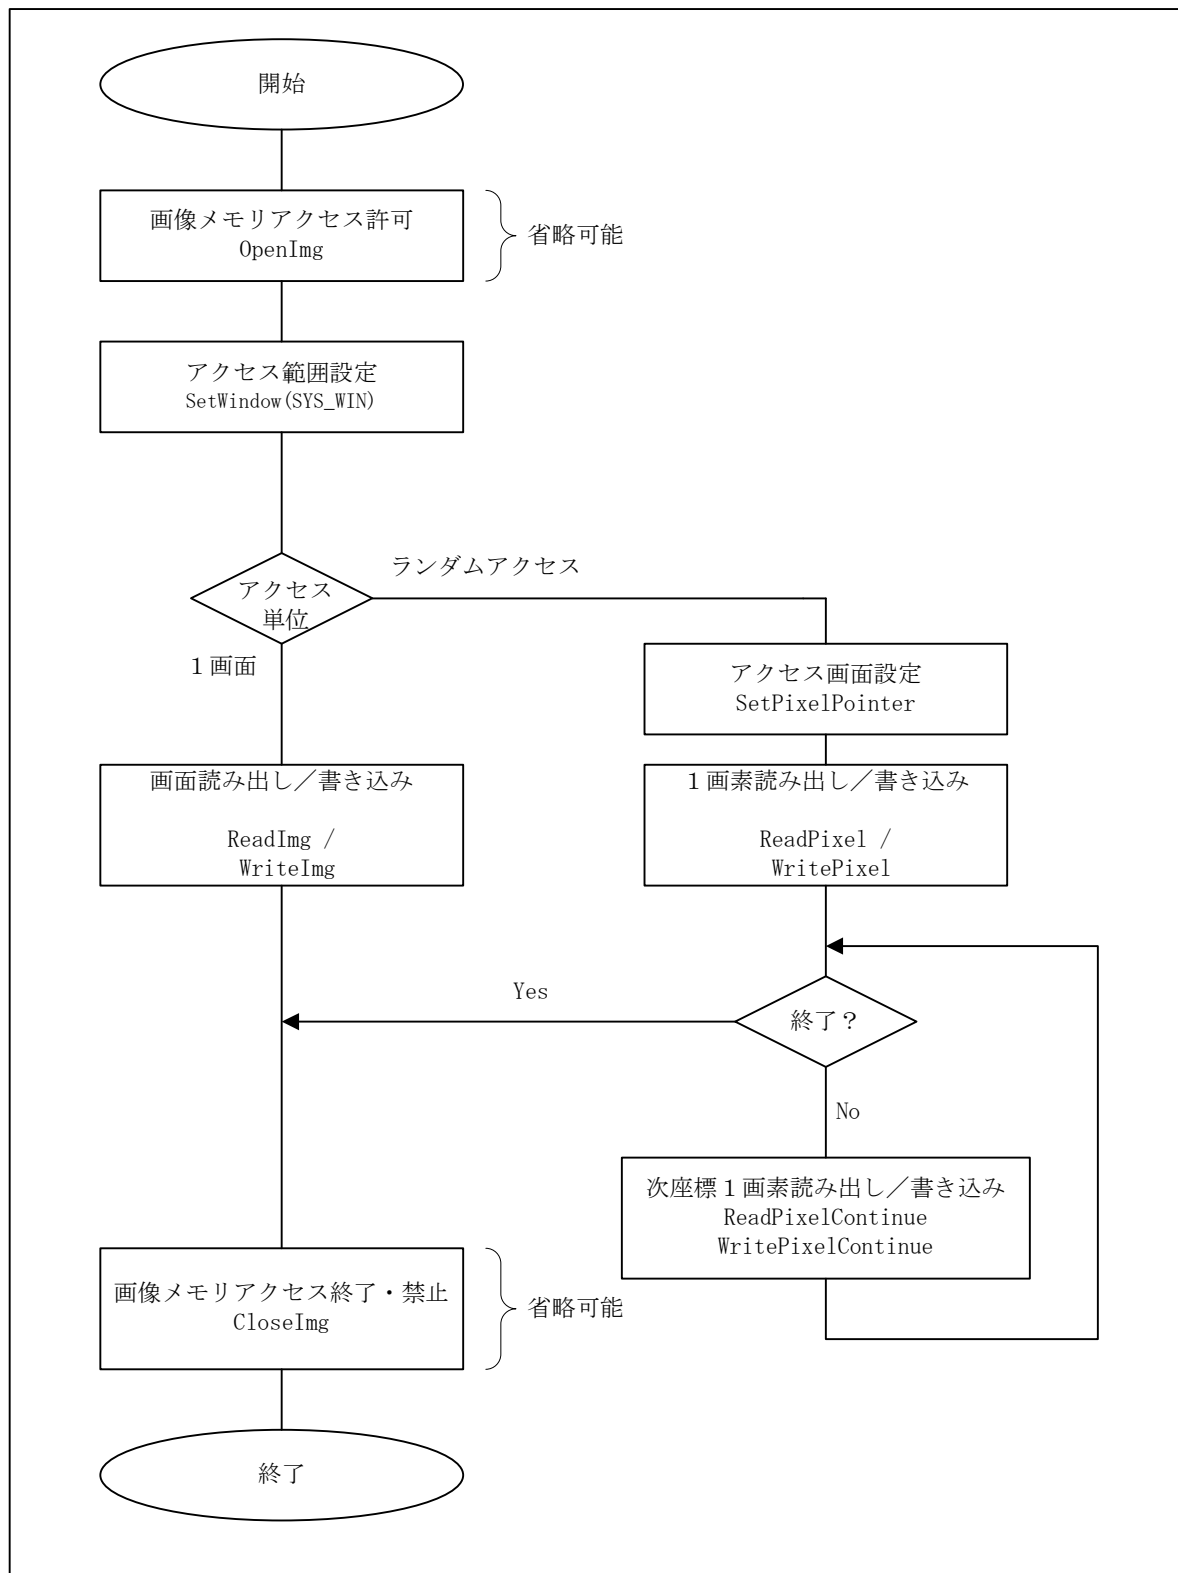 開始
画像メモリアクセス許可
OpenImg
省略可能
アクセス範囲設定
SetWindow(SYS_WIN)
ランダムアクセス
アクセス
単位
１画面
アクセス画面設定
SetPixelPointer
画面読み出し／書き込み
ReadImg /
WriteImg
１画素読み出し／書き込み
ReadPixel /
WritePixel
Yes
終了？
No
次座標１画素読み出し／書き込み
ReadPixelContinue
WritePixelContinue
画像メモリアクセス終了・禁止
CloseImg
省略可能
終了